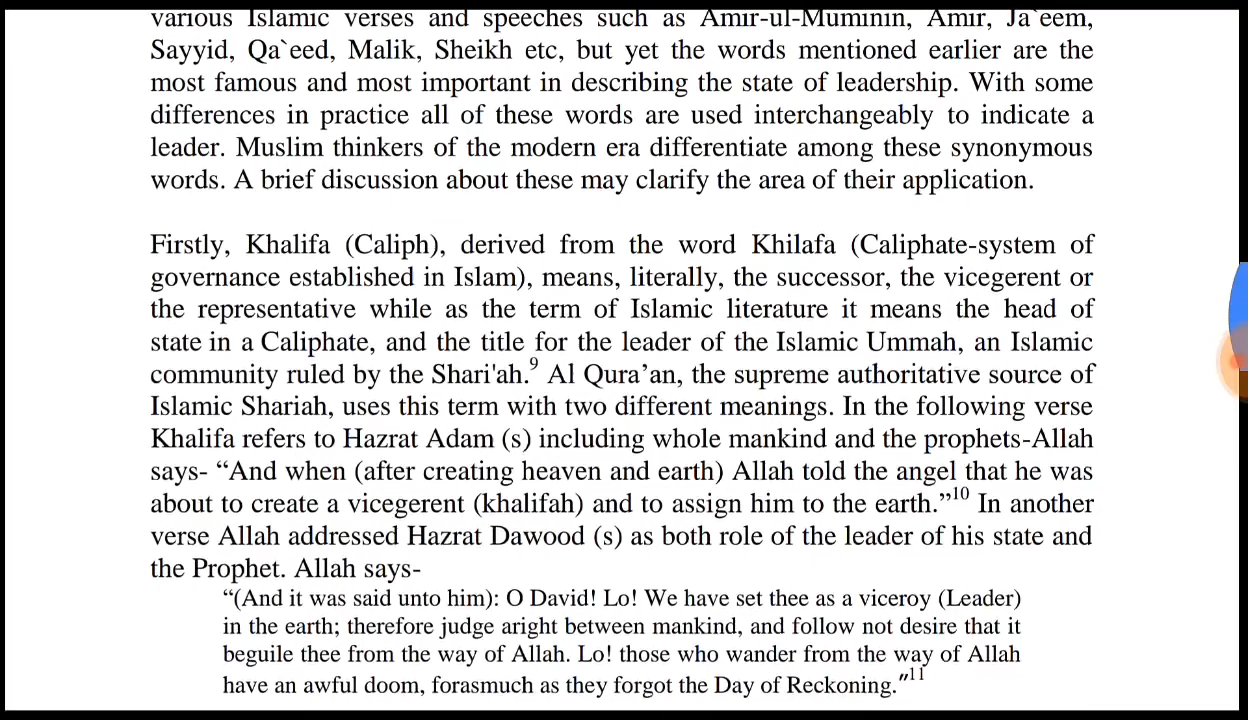 various Islamic verses and speeches such as Amir-ul-Muminin, Amir, Ja`eem,
Sayyid, Qa`eed, Malik, Sheikh etc, but yet the words mentioned earlier are the
most famous and most important in describing the state of leadership. With some
differences in practice all of these words are used interchangeably to indicate a
leader. Muslim thinkers of the modern era differentiate among these synonymous
words. A brief discussion about these may clarify the area of their application.
Firstly, Khalifa (Caliph), derived from the word Khilafa (Caliphate-system of
governance established in Islam), means, literally, the successor, the vicegerent or
the representative while as the term of Islamic literature it means the head of
state in a Caliphate, and the title for the leader of the Islamic Ummah, an Islamic
community ruled by the Shari'ah.9 Al Qura’an, the supreme authoritative source of
Islamic Shariah, uses this term with two different meanings. In the following verse
Khalifa refers to Hazrat Adam (s) including whole mankind and the prophets-Allah
says- “And when (after creating heaven and earth) Allah told the angel that he was
about to create a vicegerent (khalifah) and to assign him to the earth.”10 In another
verse Allah addressed Hazrat Dawood (s) as both role of the leader of his state and
the Prophet. Allah says-
“(And it was said unto him): O David! Lo! We have set thee as a viceroy (Leader)
in the earth; therefore judge aright between mankind, and follow not desire that it
beguile thee from the way of Allah. Lo! those who wander from the way of Allah
have an awful doom, forasmuch as they forgot the Day of Reckoning."11